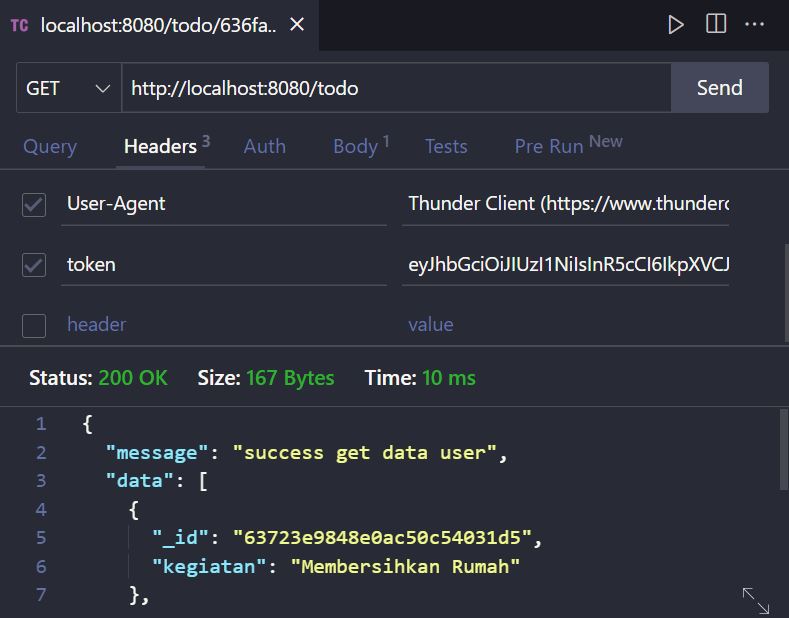 TC localhost:8080/todo/636fa..
GET http://localhost:8080/todo Send
Query Headers 3 Auth Body 1 Tests Pre Run New
User-Agent Thunder Client (https://www.thunderc
token eyJhbGciOiJIUzI1NiIsInR5cCI6IkpXVCJ
header value
Status: 200 OK Size: 167 Bytes Time: 10 ms
1 {
2 "message": "success get data user",
3 "data": [
4 {
5 "_id": "63723e9848e0ac50c54031d5",
6 "kegiatan": "Membersihkan Rumah"
7 },